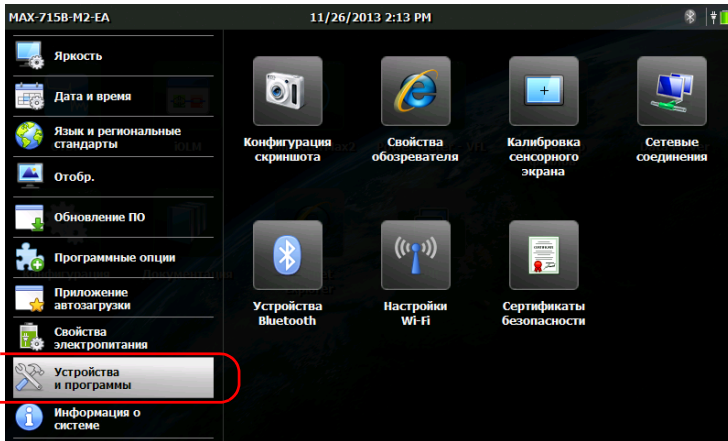 MAX-715B-M2-EA
11/26/2013 2:13 PM
Яркость
Дата и время
Язык и региональные
стандарты
Отобр.
Обновление ПО
Программные опции
Приложение
автозагрузки
Свойства
электропитания
Устройства
и программы
Информация о
системе
Конфигурация
скриншота
Свойства
обозревателя
Калибровка
сенсорного
экрана
Сетевые
соединения
Устройства
Bluetooth
Настройки
Wi-Fi
Сертификаты
безопасности